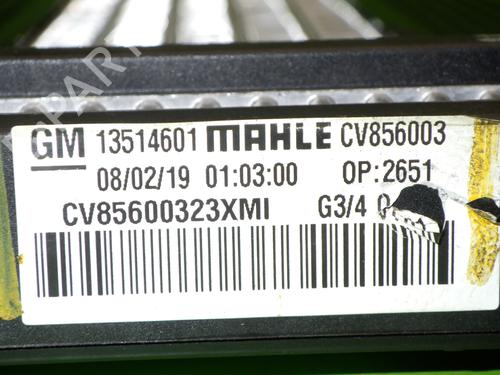 GM 13514601 MAHLE CV856003
08/02/19 01:03:00 OP:2651
CV85600323XMI G3/4